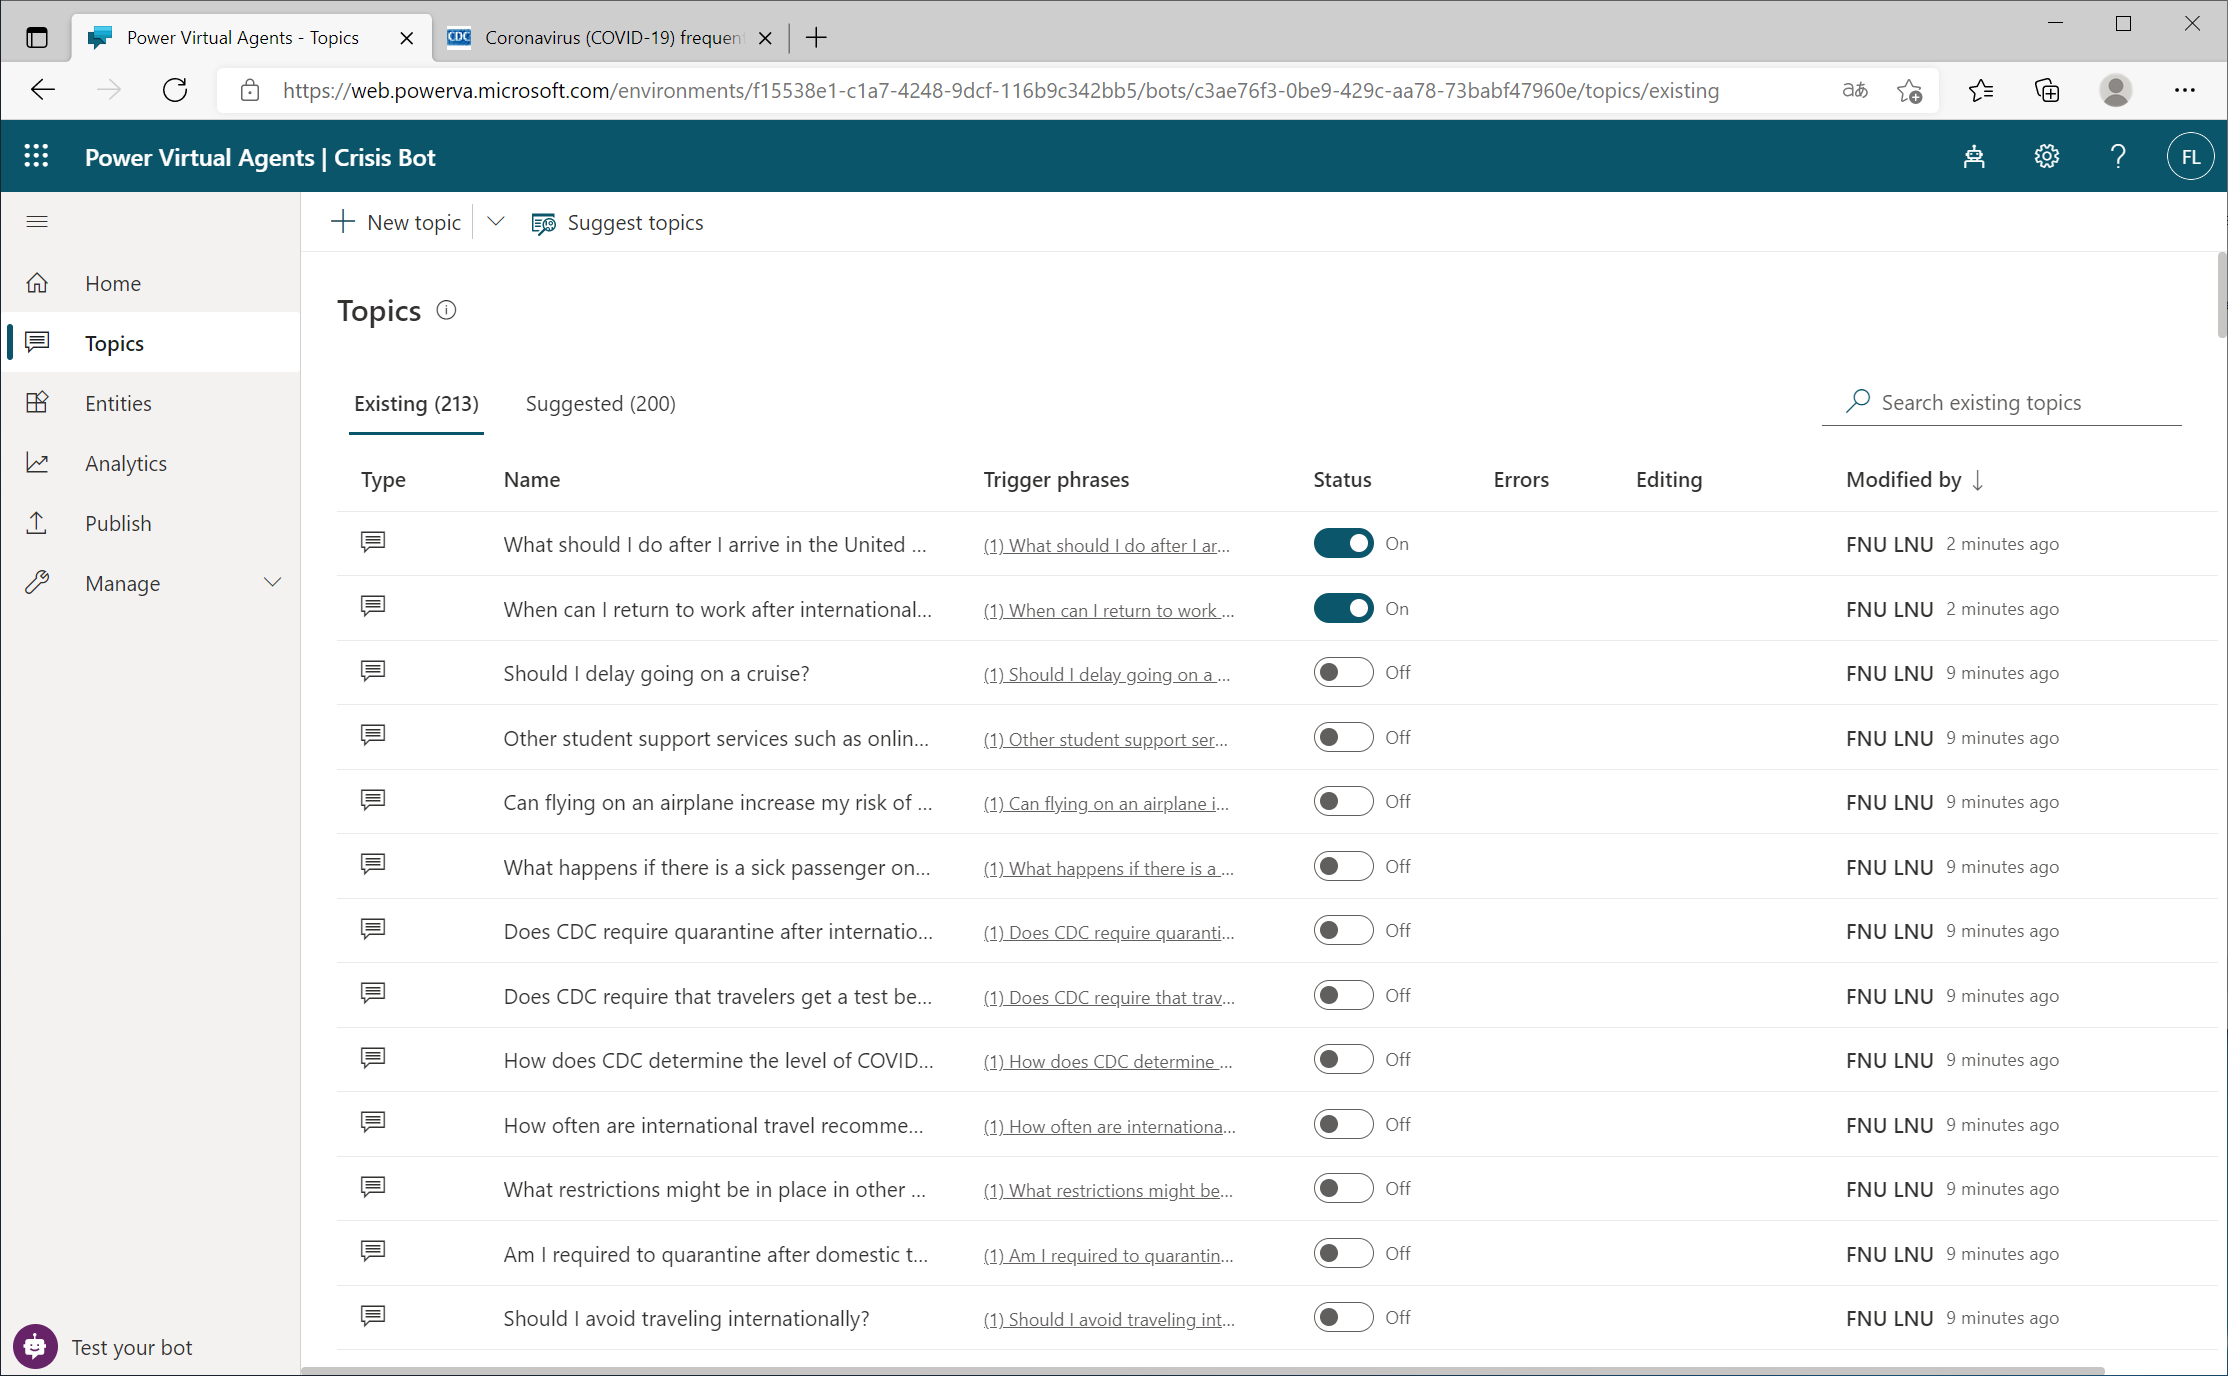 Power Virtual Agents - Topics
CDC Coronavirus (COVID-19) frequent
https://web.powerva.microsoft.com/environments/f15538e1-c1a7-4248-9dcf-116b9c342bb5/bots/c3ae76f3-0be9-429c-aa78-73babf47960e/topics/existing
Power Virtual Agents | Crisis Bot
FL
New topic
Suggest topics
Home
Topics
Entities
Analytics
Publish
Manage
Test your bot
Topics
Existing (213) Suggested (200) Search existing topics
Type Name Trigger phrases Status Errors Editing Modified by
What should I do after I arrive in the United ... (1) What should I do after I ar... On FNU LNU 2 minutes ago
When can I return to work after international... (1) When can I return to work ... On FNU LNU 2 minutes ago
Should I delay going on a cruise? (1) Should I delay going on a ... Off FNU LNU 9 minutes ago
Other student support services such as onlin... (1) Other student support ser... Off FNU LNU 9 minutes ago
Can flying on an airplane increase my risk of ... (1) Can flying on an airplane i... Off FNU LNU 9 minutes ago
What happens if there is a sick passenger on... (1) What happens if there is a ... Off FNU LNU 9 minutes ago
Does CDC require quarantine after internatio... (1) Does CDC require quaranti... Off FNU LNU 9 minutes ago
Does CDC require that travelers get a test be... (1) Does CDC require that trav... Off FNU LNU 9 minutes ago
How does CDC determine the level of COVID... (1) How does CDC determine ... Off FNU LNU 9 minutes ago
How often are international travel recomme... (1) How often are internationa... Off FNU LNU 9 minutes ago
What restrictions might be in place in other ... (1) What restrictions might be... Off FNU LNU 9 minutes ago
Am I required to quarantine after domestic t... (1) Am I required to quarantin... Off FNU LNU 9 minutes ago
Should I avoid traveling internationally? (1) Should I avoid traveling int... Off FNU LNU 9 minutes ago